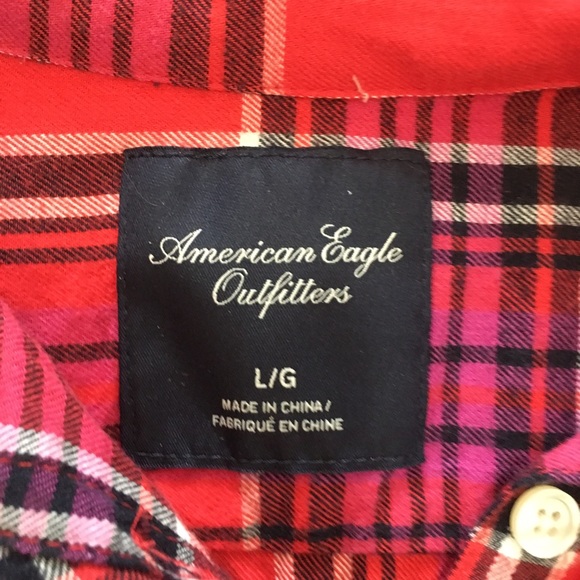 American Eagle
Outfitters
L/G
MADE IN CHINA/
FABRIQUÉ EN CHINE